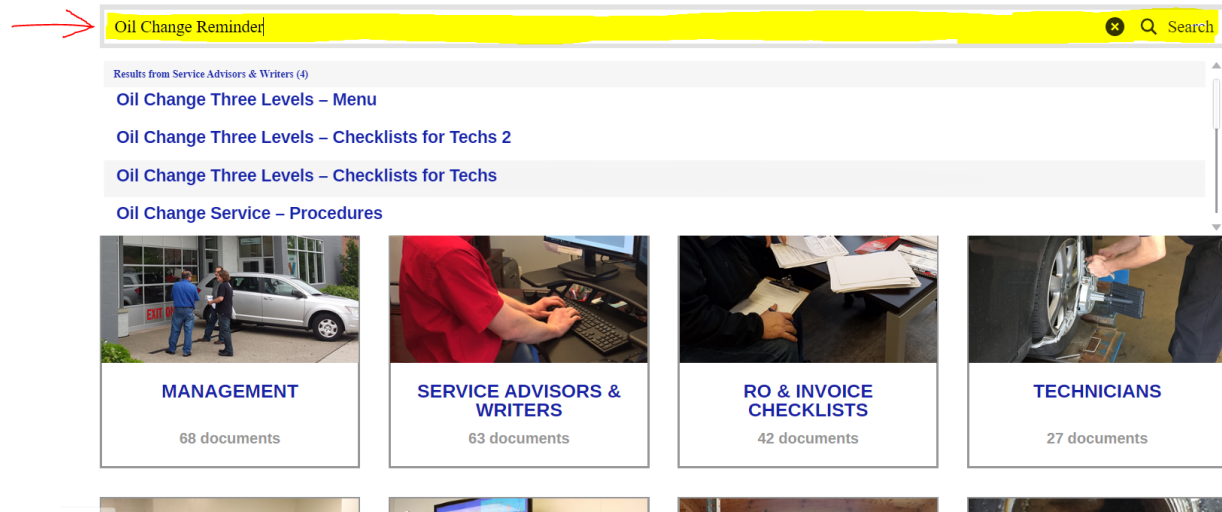 Oil Change Reminder
Search
Results from Service Advisors & Writers (4)
Oil Change Three Levels – Menu
Oil Change Three Levels – Checklists for Techs 2
Oil Change Three Levels – Checklists for Techs
Oil Change Service – Procedures
EXIT ON
MANAGEMENT
68 documents
SERVICE ADVISORS &
WRITERS
63 documents
RO & INVOICE
CHECKLISTS
42 documents
TECHNICIANS
27 documents